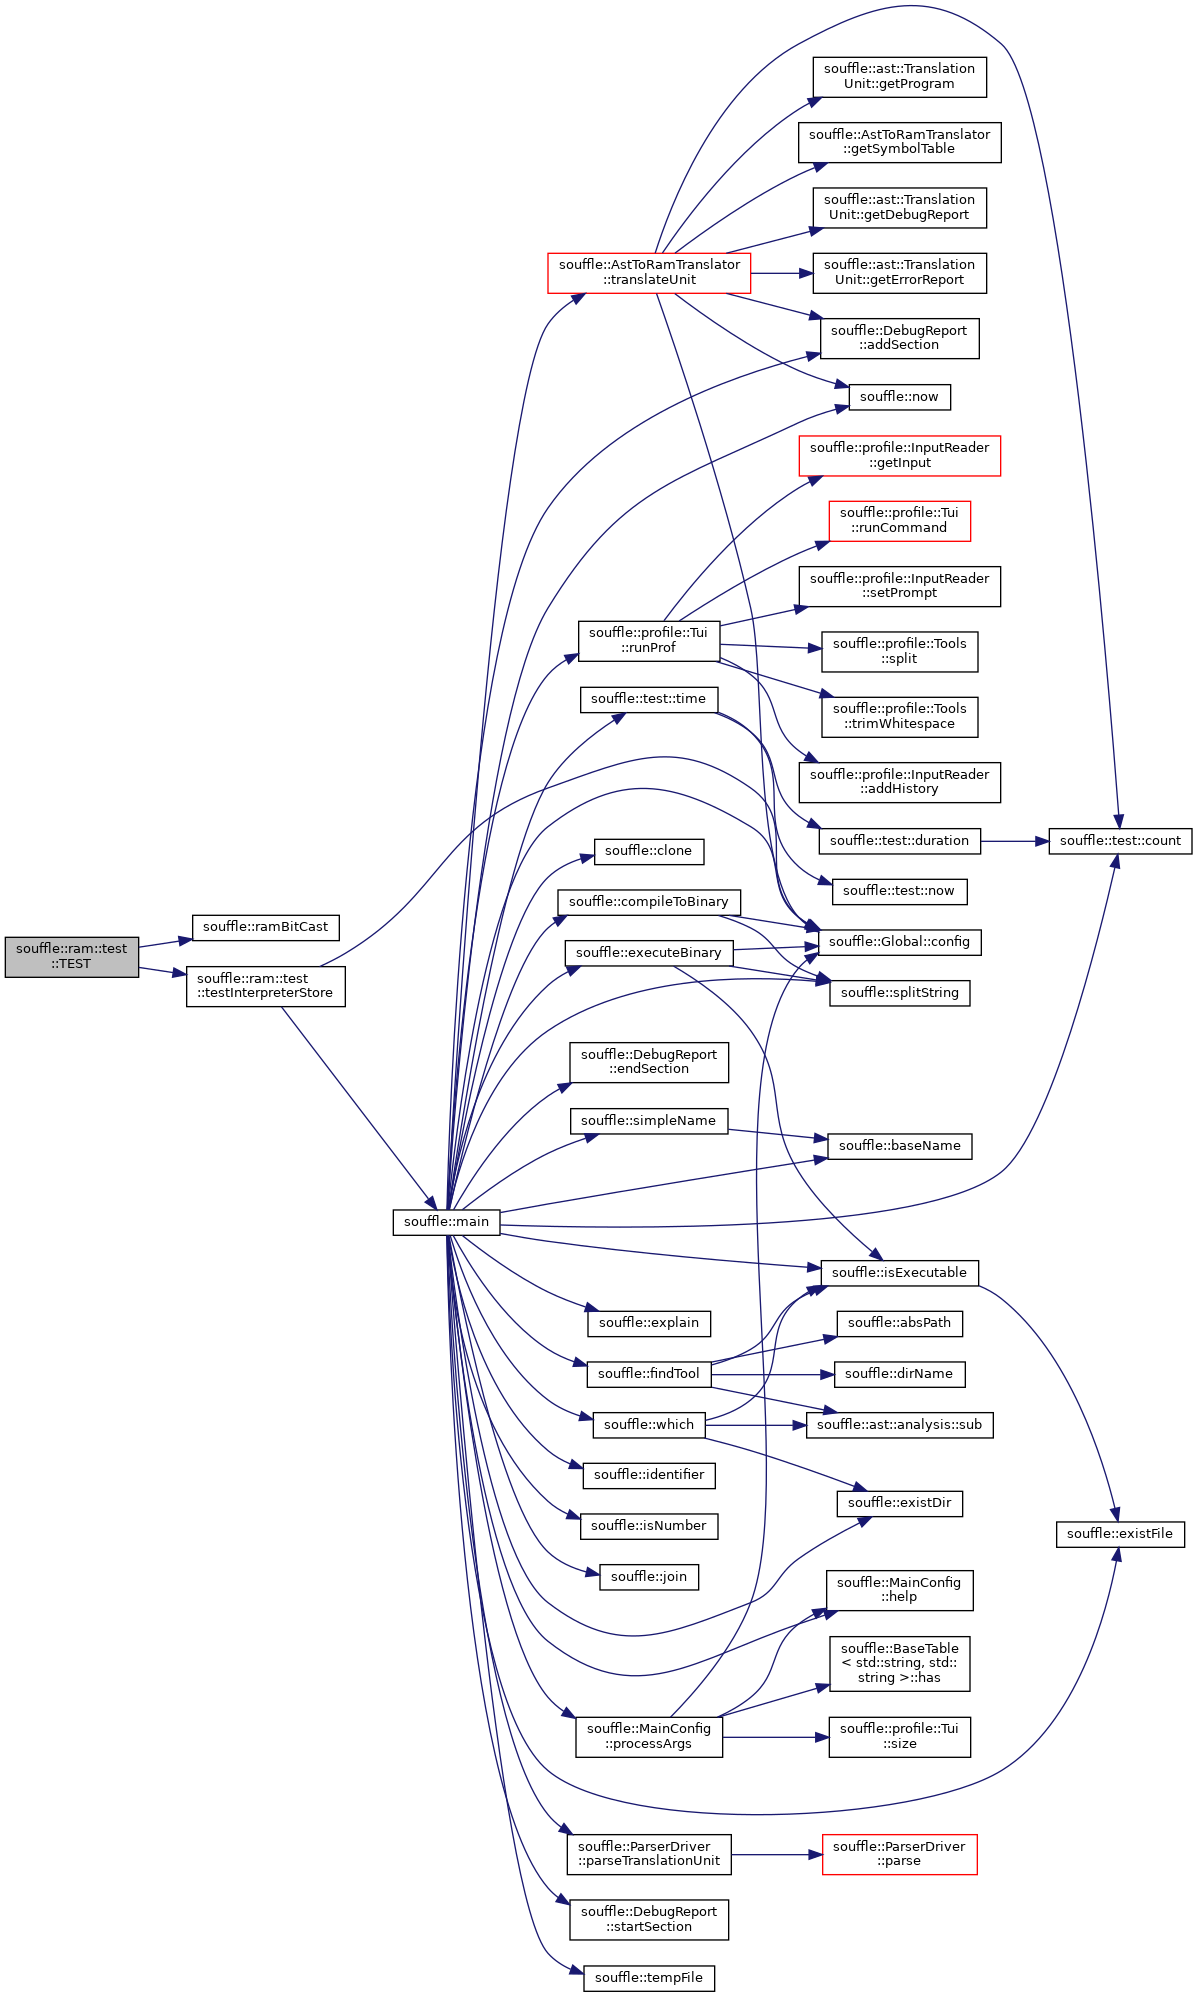 souffle::ast::Translation
Unit::getProgram
souffle::AstToRamTranslator
::getSymbolTable
souffle::ast::Translation
Unit::getDebugReport
souffle::AstToRamTranslator
::translateUnit
souffle::ast::Translation
Unit::getErrorReport
souffle::DebugReport
::addSection
souffle::now
souffle::profile::InputReader
::getInput
souffle::profile::Tui
::runCommand
souffle::profile::InputReader
::setPrompt
souffle::profile::Tui
::runProf
souffle::profile::Tools
::split
souffle::test::time
souffle::profile::Tools
::trimWhitespace
souffle::profile::InputReader
::addHistory
souffle::test::duration
souffle::test::count
souffle::clone
souffle::test::now
souffle::compileToBinary
souffle::ramBitCast
souffle::Global::config
souffle::executeBinary
souffle::ram::test
::TEST
souffle::ram::test
::testInterpreterStore
souffle::splitString
souffle::DebugReport
::endSection
souffle::simpleName
souffle::baseName
souffle::main
souffle::isExecutable
souffle::explain
souffle::absPath
souffle::findTool
souffle::dirName
souffle::which
souffle::ast::analysis::sub
souffle::identifier
souffle::existDir
souffle::isNumber
souffle::existFile
souffle::join
souffle::MainConfig
::help
souffle::BaseTable
< std::string, std::
string >::has
souffle::MainConfig
::processArgs
souffle::profile::Tui
::size
souffle::ParserDriver
::parseTranslationUnit
souffle::ParserDriver
::parse
souffle::DebugReport
::startSection
souffle::tempFile